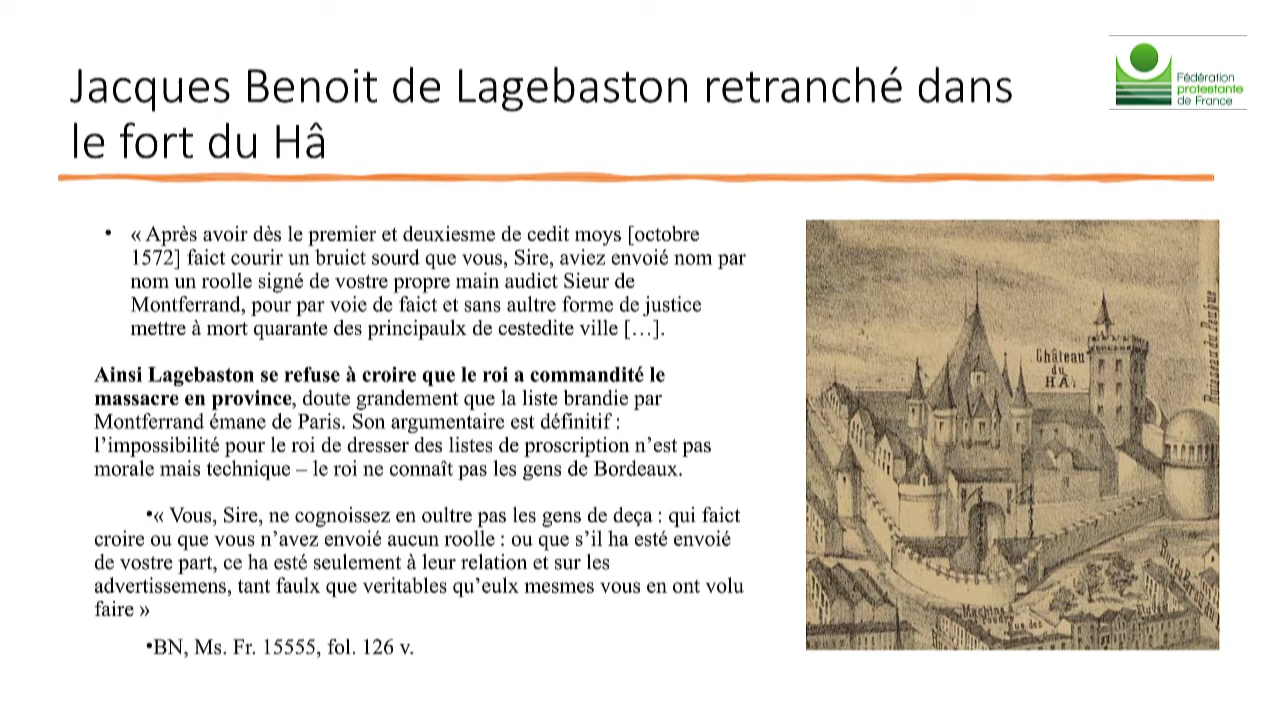 Jacques Benoit de Lagebaston retranché dans
le fort du Hâ
Fédération
protestante
de France
• « Après avoir dès le premier et deuxiesme de cedit moys [octobre
1572] faict courir un bruict sourd que vous, Sire, aviez envoié nom par
nom un roolle signé de vostre propre main audict Sieur de
Montferrand, pour par voie de faict et sans aultre forme de justice
mettre à mort quarante des principaulx de cestedite ville […].
Ainsi Lagebaston se refuse à croire que le roi a commandité le
massacre en province, doute grandement que la liste brandie par
Montferrand émane de Paris. Son argumentaire est définitif :
l’impossibilité pour le roi de dresser des listes de proscription n’est pas
morale mais technique – le roi ne connaît pas les gens de Bordeaux.
•« Vous, Sire, ne cognoissez en oultre pas les gens de deça : qui faict
croire ou que vous n’avez envoié aucun roolle : ou que s’il ha esté envoié
de vostre part, ce ha esté seulement à leur relation et sur les
advertissemens, tant faulx que veritables qu’eulx mesmes vous en ont volu
faire »
•BN, Ms. Fr. 15555, fol. 126 v.
Château
du
HÂ